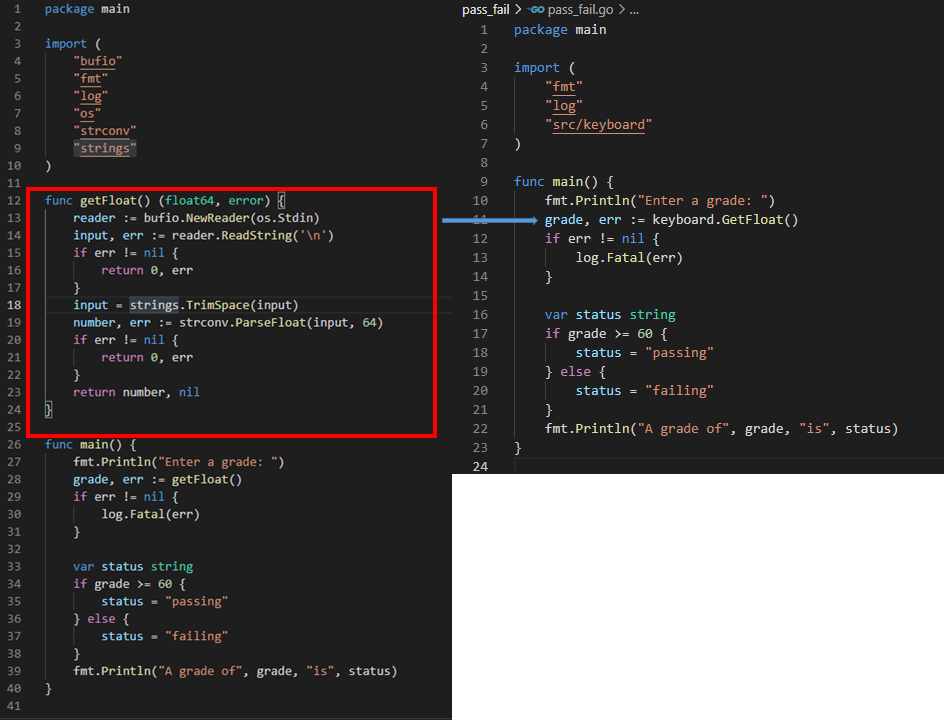 1 package main
2
3 import (
4 "bufio"
5 "fmt"
6 "log"
7 "os"
8 "strconv"
9 "strings"
10 )
11
12 func getFloat() (float64, error) {
13 reader := bufio.NewReader(os.Stdin)
14 input, err := reader.ReadString('\n')
15 if err != nil {
16 return 0, err
17 }
18 input = strings.TrimSpace(input)
19 number, err := strconv.ParseFloat(input, 64)
20 if err != nil {
21 return 0, err
22 }
23 return number, nil
24 }
25
26 func main() {
27 fmt.Println("Enter a grade: ")
28 grade, err := getFloat()
29 if err != nil {
30 log.Fatal(err)
31 }
32
33 var status string
34 if grade >= 60 {
35 status = "passing"
36 } else {
37 status = "failing"
38 }
39 fmt.Println("A grade of", grade, "is", status)
40 }
41
pass_fail > GO pass_fail.go > ...
1 package main
2
3 import (
4 "fmt"
5 "log"
6 "src/keyboard"
7 )
8
9 func main() {
10 fmt.Println("Enter a grade: ")
11 grade, err := keyboard.GetFloat()
12 if err != nil {
13 log.Fatal(err)
14 }
15
16 var status string
17 if grade >= 60 {
18 status = "passing"
19 } else {
20 status = "failing"
21 }
22 fmt.Println("A grade of", grade, "is", status)
23 }
24